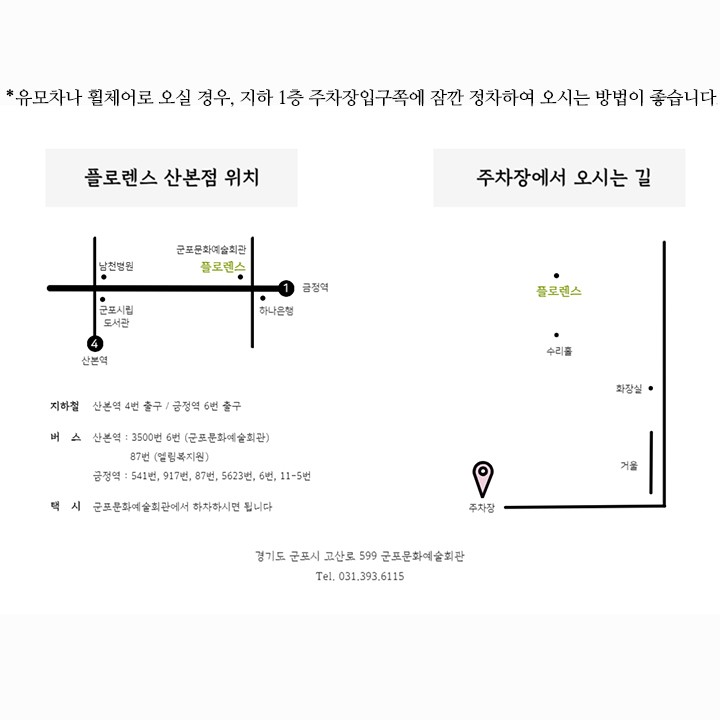 *유모차나 휠체어로 오실 경우, 지하 1층 주차장입구쪽에 잠깐 정차하여 오시는 방법이 좋습니다.
플로렌스 산본점 위치
군포문화예술회관
남천병원
플로렌스
1
금정역
군포시립
도서관
하나은행
4
산본역
지하철 산본역 4번 출구 / 금정역 6번 출구
버 스 산본역 : 3500번 6번 (군포문화예술회관)
87번 (엘림복지원)
금정역 : 541번, 917번, 87번, 5623번, 6번, 11-5번
택 시 군포문화예술회관에서 하차하시면 됩니다
주차장에서 오시는 길
플로렌스
수리홀
화장실
거울
주차장
경기도 군포시 고산로 599 군포문화예술회관
Tel. 031.393.6115